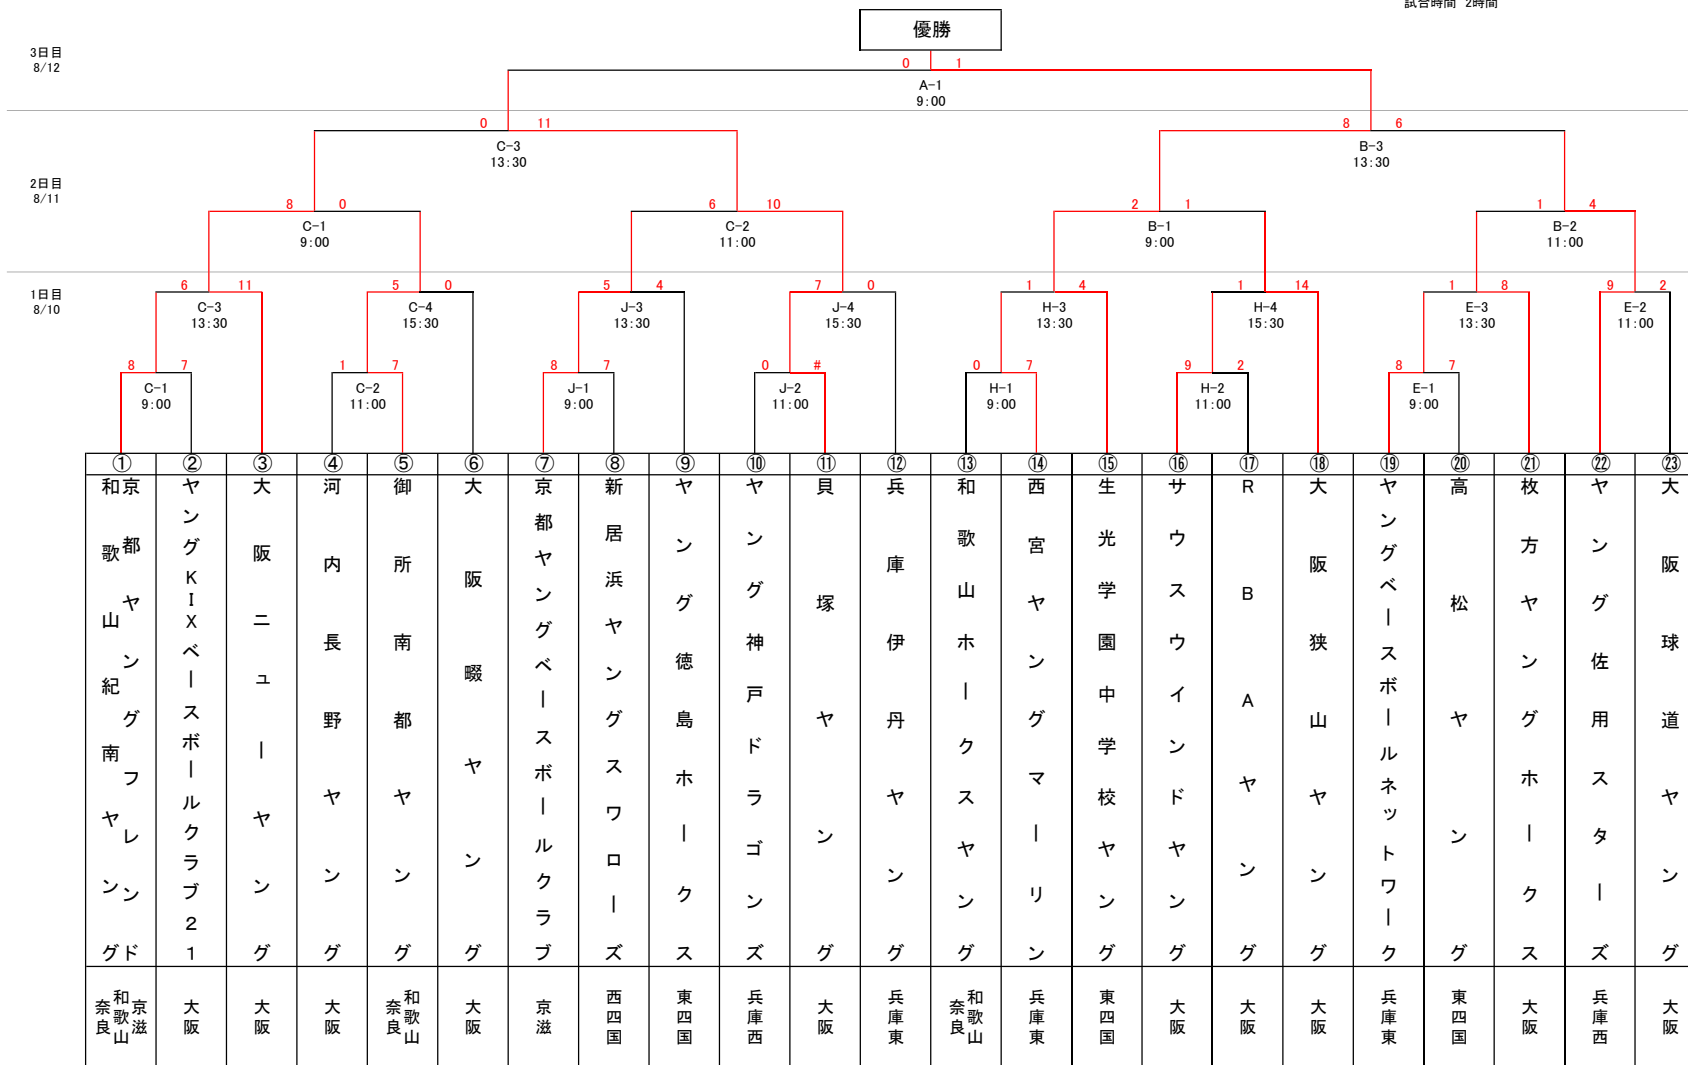 試合時間 2時間
優勝
3日目
8/12
0 1
A-1
9:00
0 11
8 6
C-3
13:30
B-3
13:30
2日目
8/11
8 0
6 10
2 1
1 4
C-1
9:00
C-2
11:00
B-1
9:00
B-2
11:00
1日目
8/10
6 11
5 0
5 4
7 0
1 4
1 14
1 8
9 2
C-3
13:30
C-4
15:30
J-3
13:30
J-4
15:30
H-3
13:30
H-4
15:30
E-3
13:30
E-2
11:00
8 7
1 7
8 7
0 #
0 7
9 2
8 7
C-1
9:00
C-2
11:00
J-1
9:00
J-2
11:00
H-1
9:00
H-2
11:00
E-1
9:00
① ② ③ ④ ⑤ ⑥ ⑦ ⑧ ⑨ ⑩ ⑪ ⑫ ⑬ ⑭ ⑮ ⑯ ⑰ ⑱ ⑲ ⑳ ㉑ ㉒ ㉓
京都ヤングフレンド
和歌山紀南ヤング
ヤングKIXベースボールクラブ21
大阪ニューヤング
河内長野ヤング
御所南都ヤング
大阪畷ヤング
京都ヤングベースボールクラブ
新居浜ヤングスワローズ
ヤング徳島ホークス
ヤング神戸ドラゴンズ
貝塚ヤング
兵庫伊丹ヤング
和歌山ホークスヤング
西宮ヤングマーリン
生光学園中学校ヤング
サウスウインドヤング
RBAヤング
大阪狭山ヤング
ヤングベースボールネットワーク
高松ヤング
枚方ヤングホークス
ヤング佐用スターズ
大阪球道ヤング
京滋
和歌山
奈良
大阪
大阪
大阪
和歌山
奈良
大阪
京滋
西四国
東四国
兵庫西
大阪
兵庫東
和歌山
奈良
兵庫東
東四国
大阪
大阪
大阪
兵庫東
東四国
大阪
兵庫西
大阪